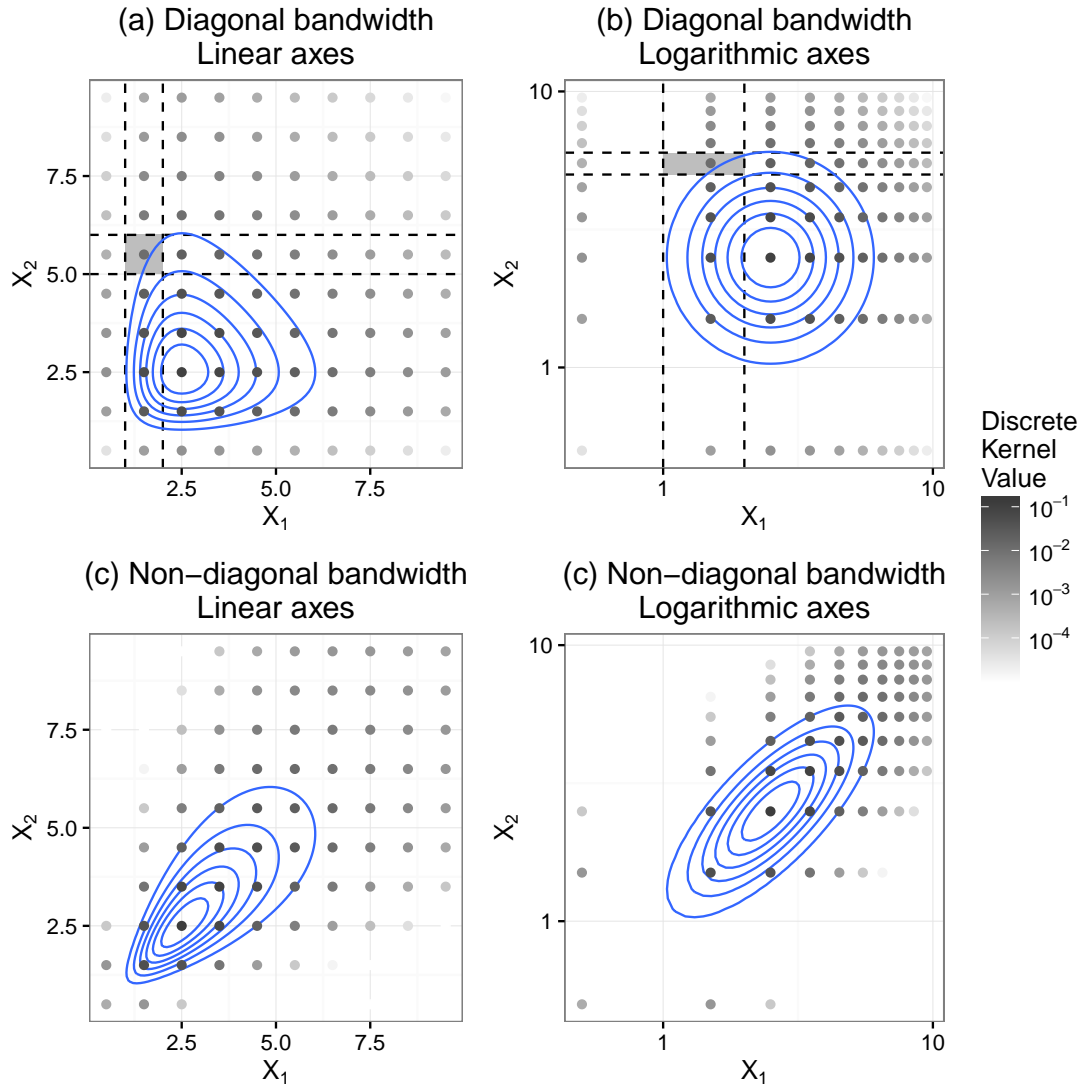 (a) Diagonal bandwidth
Linear axes
(b) Diagonal bandwidth
Logarithmic axes
7.5
5.0
2.5
X₂
2.5
5.0
7.5
X₁
10
1
X₂
1
10
X₁
Discrete
Kernel
Value
10⁻¹
10⁻²
10⁻³
10⁻⁴
(c) Non−diagonal bandwidth
Linear axes
(c) Non−diagonal bandwidth
Logarithmic axes
7.5
5.0
2.5
X₂
2.5
5.0
7.5
X₁
10
1
X₂
1
10
X₁